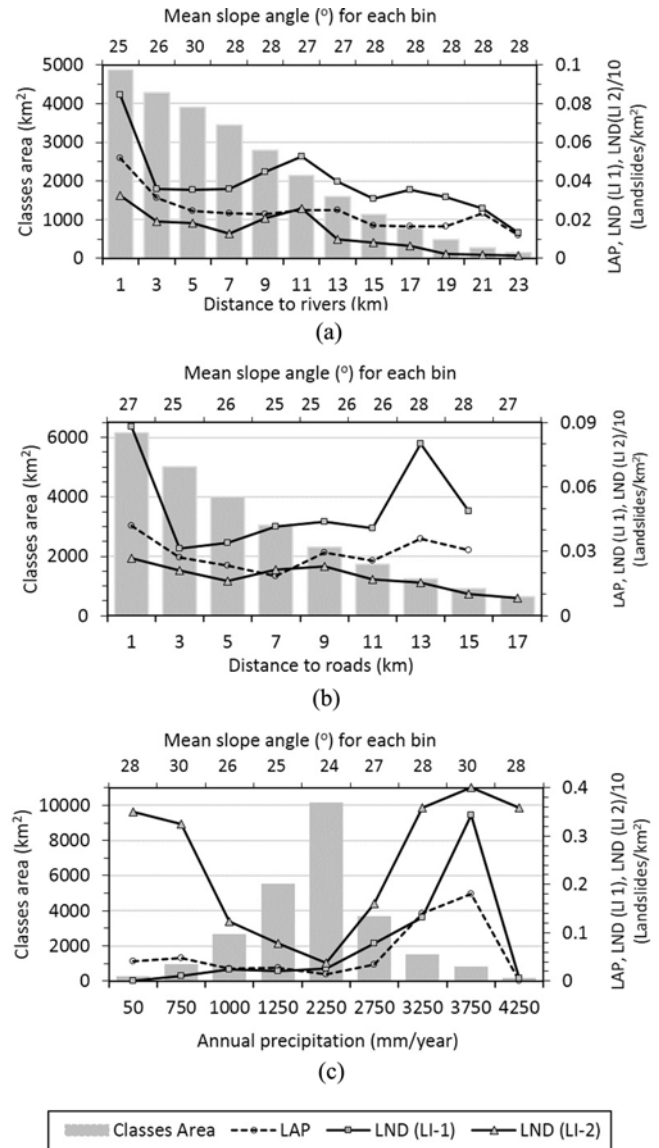 Mean slope angle (°) for each bin
25 26 30 28 28 27 27 28 28 28 28 28
5000 4000 3000 2000 1000 0
Classes area (km²)
0.1 0.08 0.06 0.04 0.02 0
LAP, LND (LI 1), LND(LI 2)/10
(Landslides/km²)
1 3 5 7 9 11 13 15 17 19 21 23
Distance to rivers (km)
(a)
Mean slope angle (°) for each bin
27 25 26 25 25 26 26 28 28 27
6000 4000 2000 0
Classes area (km²)
0.09 0.06 0.03 0
LAP, LND (LI 1), LND (LI 2)/10
(Landslides/km²)
1 3 5 7 9 11 13 15 17
Distance to roads (km)
(b)
Mean slope angle (°) for each bin
28 30 26 25 24 27 28 30 28
10000 8000 6000 4000 2000 0
Classes area (km²)
0.4 0.3 0.2 0.1 0
LAP, LND (LI 1), LND (LI 2)/10
(Landslides/km²)
50 750 1000 1250 2250 2750 3250 3750 4250
Annual precipitation (mm/year)
(c)
Classes Area LAP LND (LI-1) LND (LI-2)